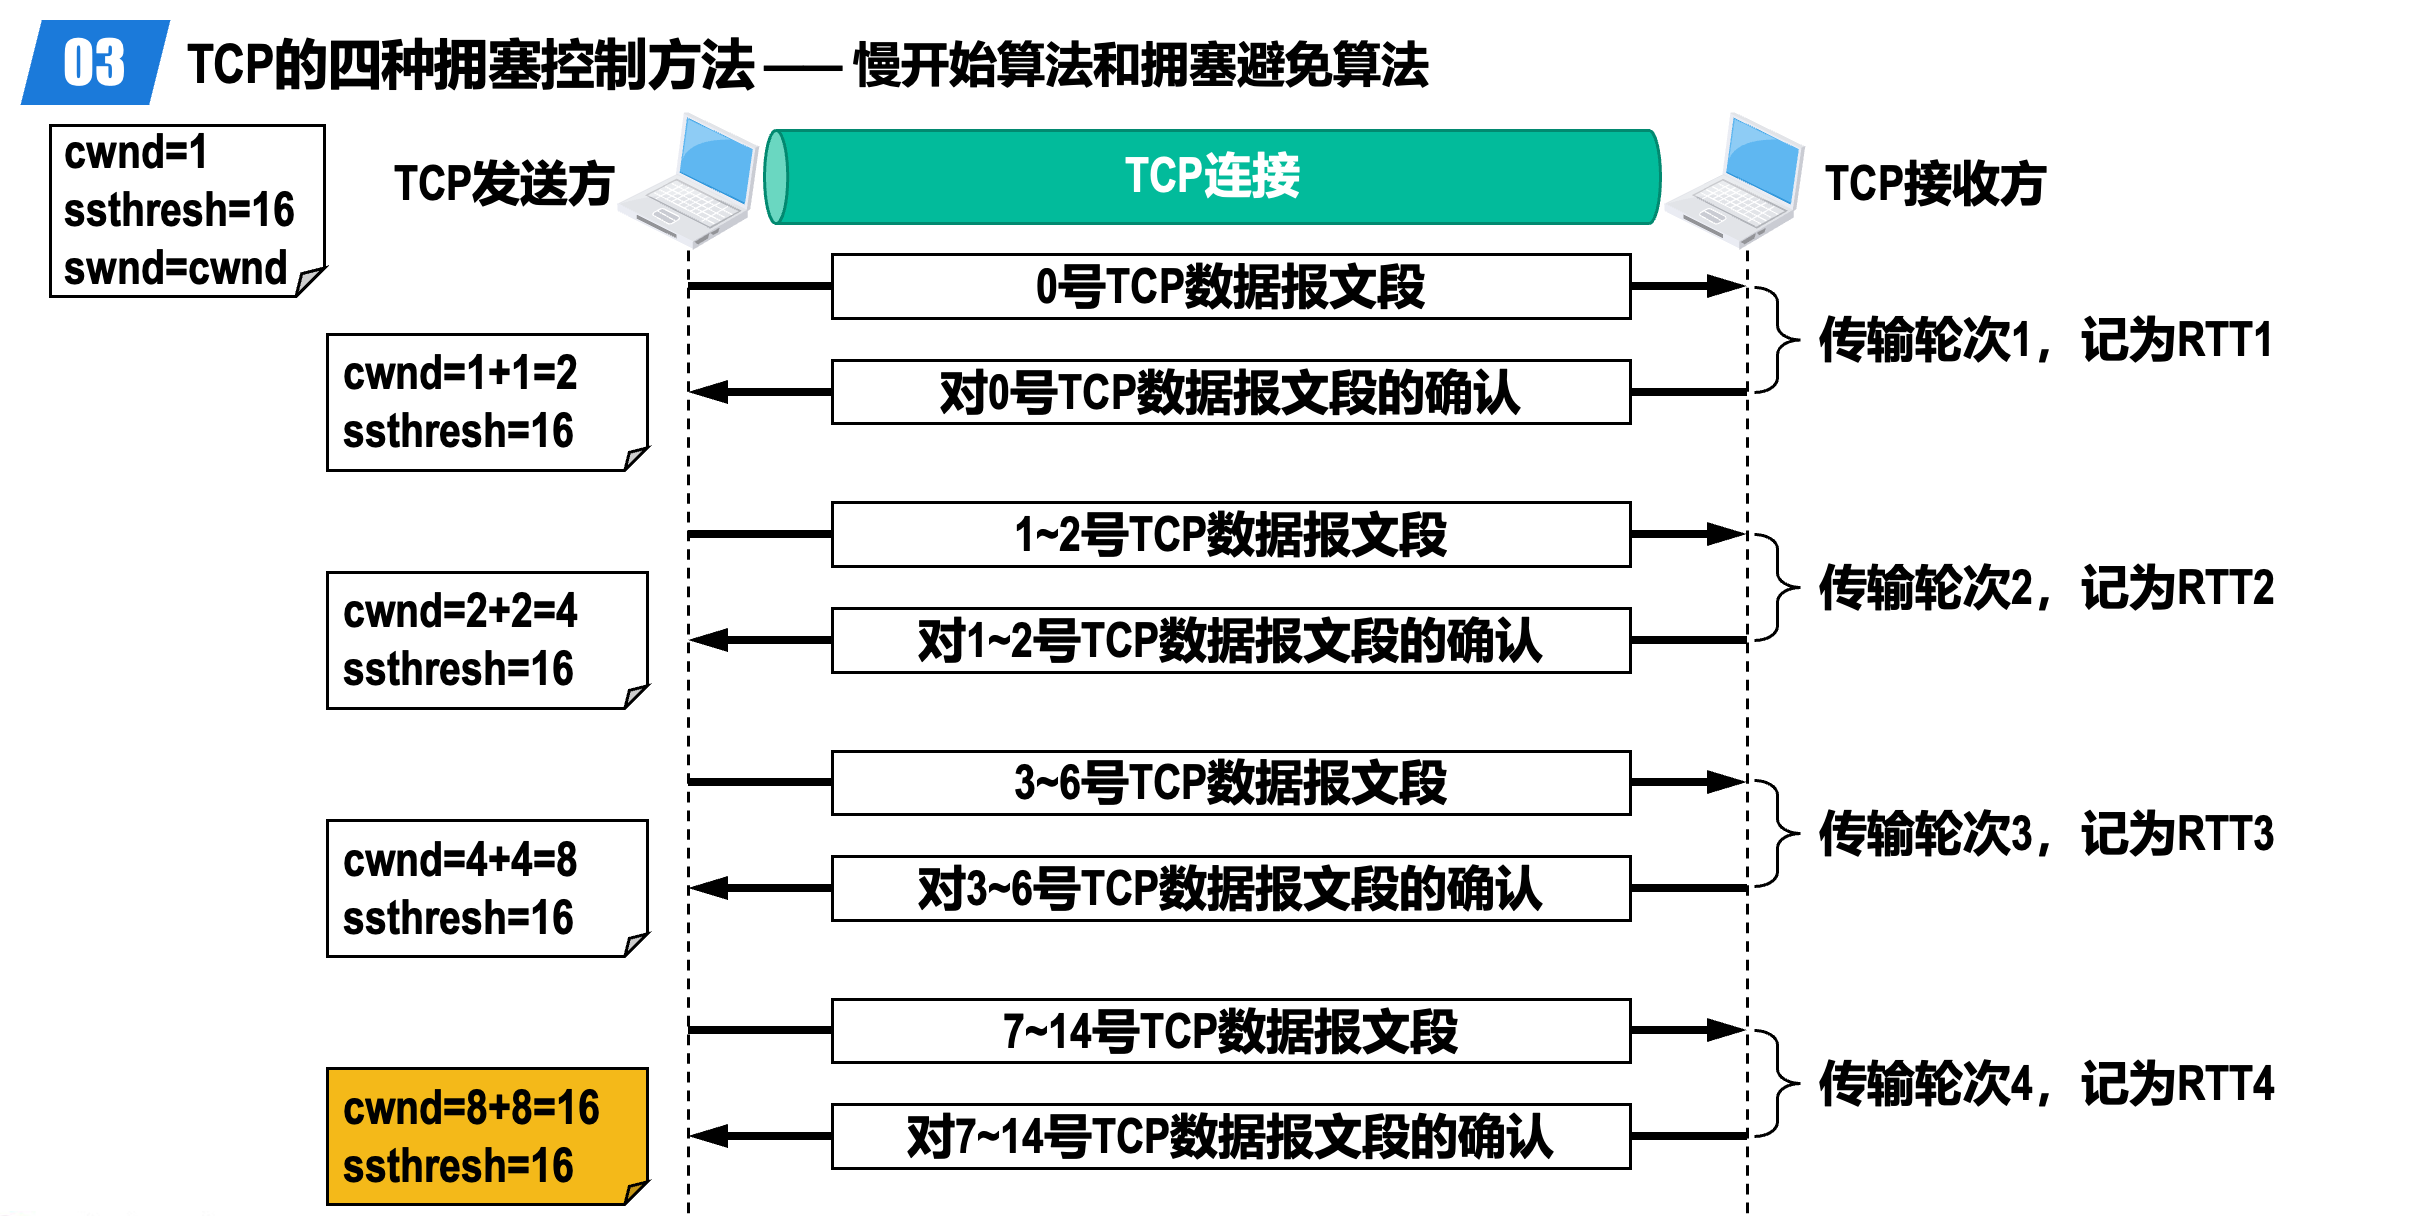 03
TCP的四种拥塞控制方法 —— 慢开始算法和拥塞避免算法
cwnd=1
ssthresh=16
swnd=cwnd
TCP发送方
TCP连接
TCP接收方
0号TCP数据报文段
传输轮次1，记为RTT1
cwnd=1+1=2
ssthresh=16
对0号TCP数据报文段的确认
1~2号TCP数据报文段
传输轮次2，记为RTT2
cwnd=2+2=4
ssthresh=16
对1~2号TCP数据报文段的确认
3~6号TCP数据报文段
传输轮次3，记为RTT3
cwnd=4+4=8
ssthresh=16
对3~6号TCP数据报文段的确认
7~14号TCP数据报文段
传输轮次4，记为RTT4
cwnd=8+8=16
ssthresh=16
对7~14号TCP数据报文段的确认